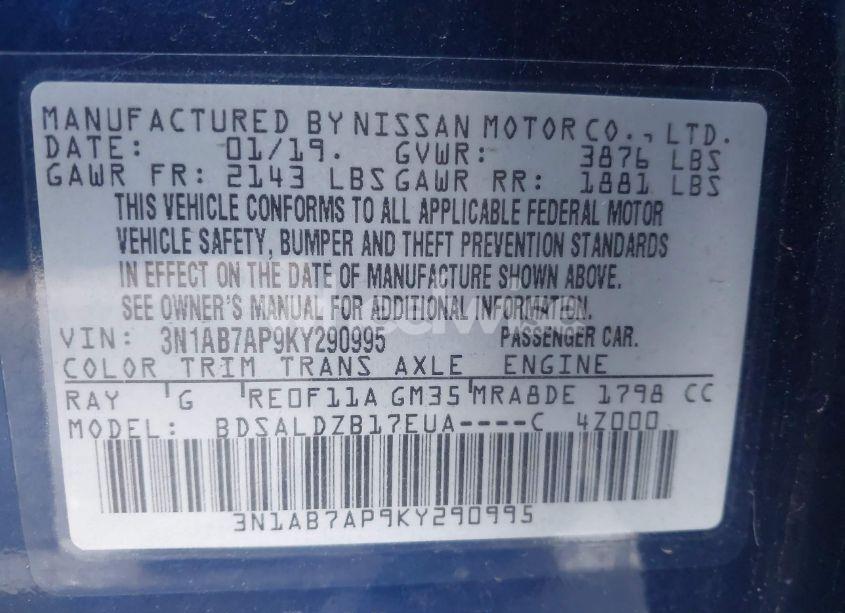 MANUFACTURED BY NISSAN MOTOR CO., LTD.
DATE: 01/19. GVWR: 3876 LBS
GAWR FR: 2143 LBS GAWR RR: 1881 LBS
THIS VEHICLE CONFORMS TO ALL APPLICABLE FEDERAL MOTOR
VEHICLE SAFETY, BUMPER AND THEFT PREVENTION STANDARDS
IN EFFECT ON THE DATE OF MANUFACTURE SHOWN ABOVE.
SEE OWNER'S MANUAL FOR ADDITIONAL INFORMATION.
VIN: 3N1AB7AP9KY290995 PASSENGER CAR.
COLOR TRIM TRANS AXLE ENGINE
RAY G RE0F11A GM35 MRA8DE 1798 CC
MODEL: BDSALDZB17EUA----C 4Z000
3N1AB7AP9KY290995